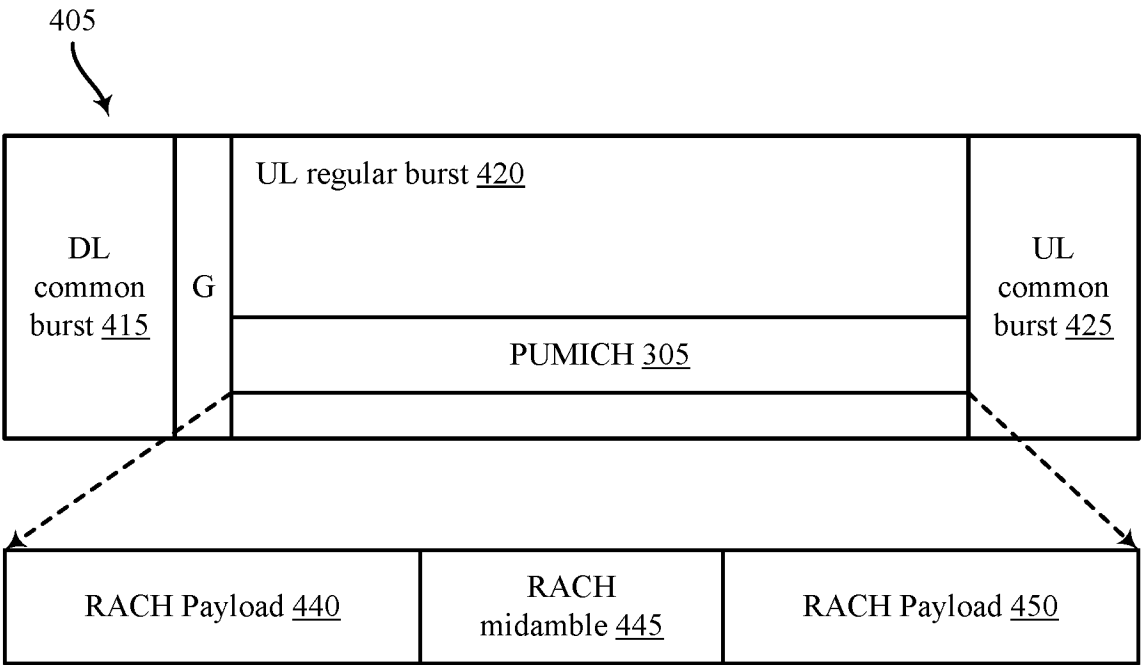 405
UL regular burst 420
DL
common
burst 415
G
UL
common
burst 425
PUMICH 305
RACH Payload 440
RACH
midamble 445
RACH Payload 450